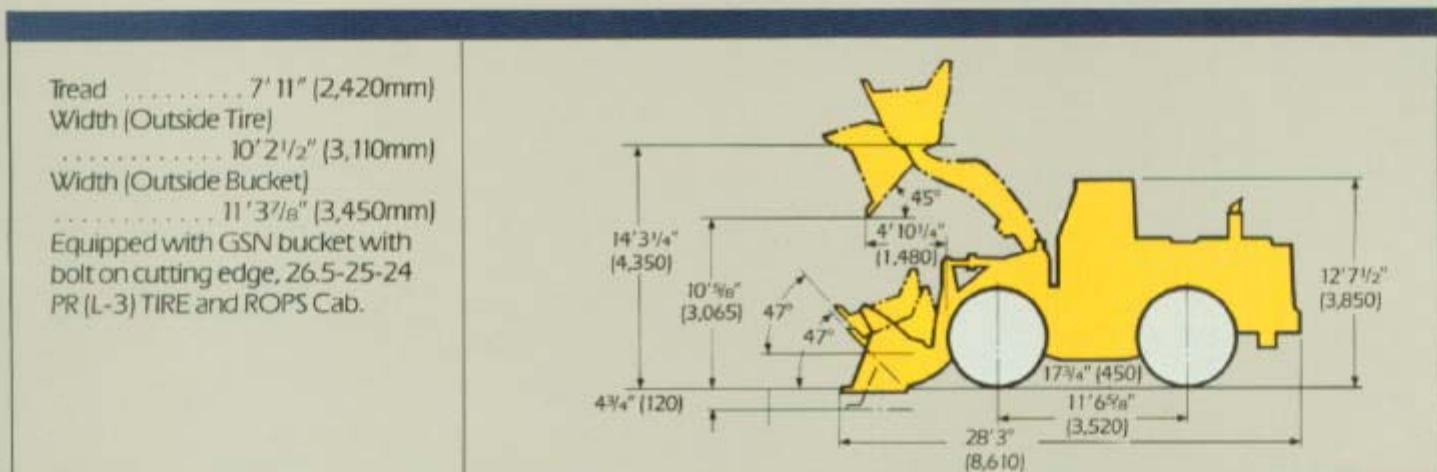 Tread .......... 7' 11" (2,420mm)
Width (Outside Tire)
............. 10' 2 1/2" (3,110mm)
Width (Outside Bucket)
............. 11' 3 7/8" (3,450mm)
Equipped with GSN bucket with
bolt on cutting edge, 26.5-25-24
PR (L-3) TIRE and ROPS Cab.
45°
14' 3 1/4"
(4,350)
4' 10 1/4"
(1,480)
10' 5/8"
(3,065)
47°
47°
12' 7 1/2"
(3,850)
17 3/4" (450)
4 3/4" (120)
11' 6 5/8"
(3,520)
28' 3"
(8,610)